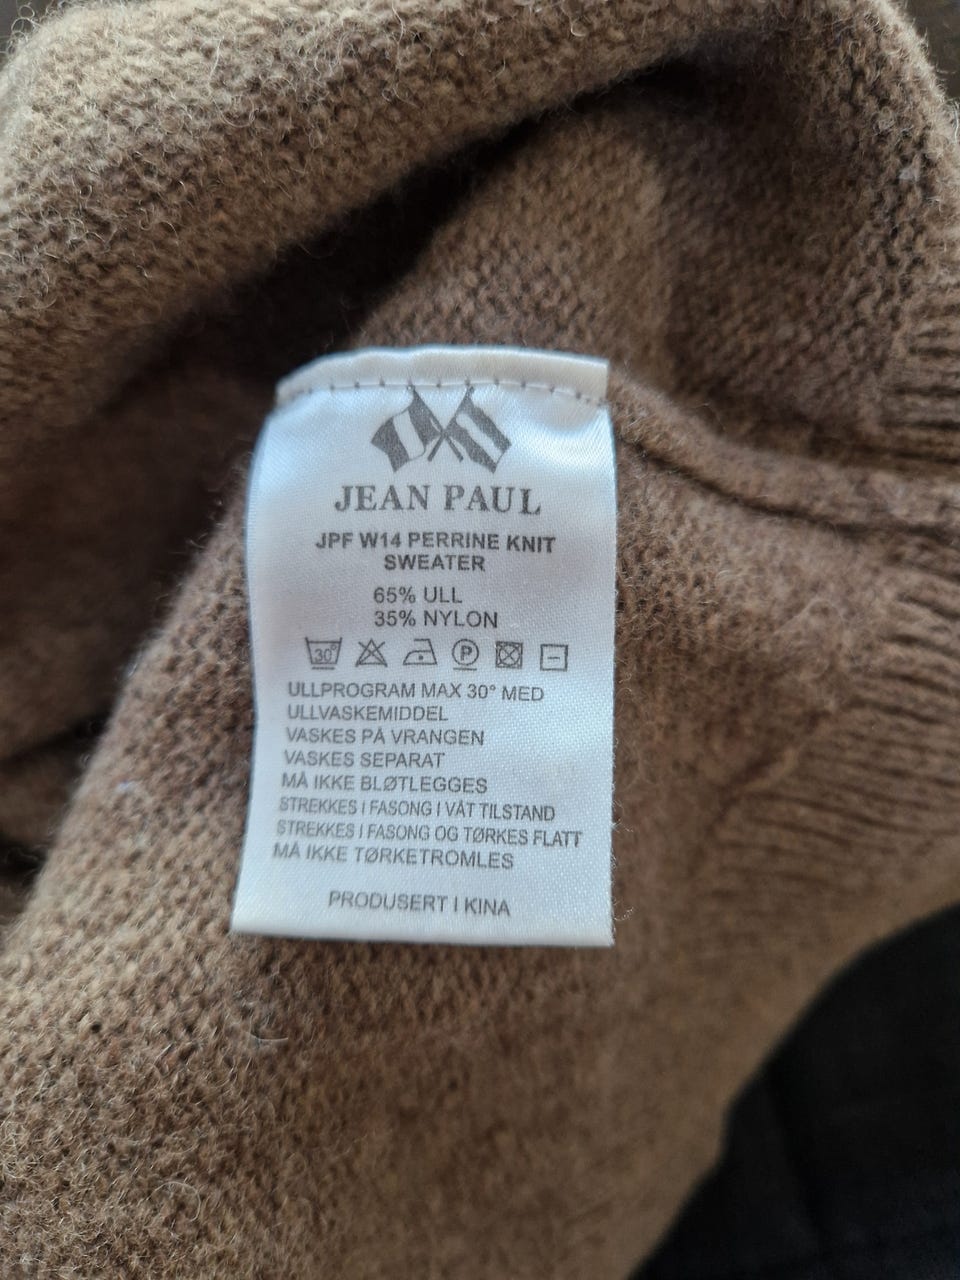 JEAN PAUL
JPF W14 PERRINE KNIT
SWEATER
65% ULL
35% NYLON
30° P
ULLPROGRAM MAX 30° MED
ULLVASKEMIDDEL
VASKES PÅ VRANGEN
VASKES SEPARAT
MÅ IKKE BLØTLEGGES
STREKKES I FASONG I VÅT TILSTAND
STREKKES I FASONG OG TØRKES FLATT
MÅ IKKE TØRKETROMLES
PRODUSERT I KINA